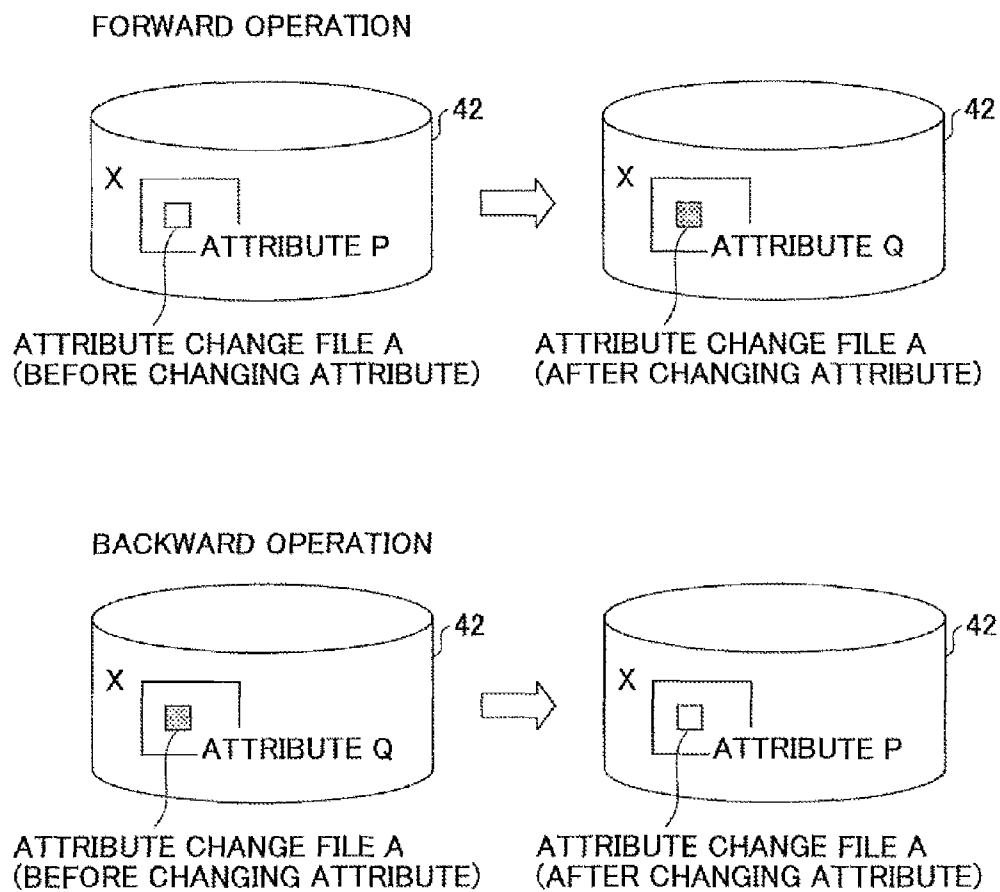 FORWARD OPERATION
42
42
X
X
ATTRIBUTE P
ATTRIBUTE Q
ATTRIBUTE CHANGE FILE A
(BEFORE CHANGING ATTRIBUTE)
ATTRIBUTE CHANGE FILE A
(AFTER CHANGING ATTRIBUTE)
BACKWARD OPERATION
42
42
X
X
ATTRIBUTE Q
ATTRIBUTE P
ATTRIBUTE CHANGE FILE A
(BEFORE CHANGING ATTRIBUTE)
ATTRIBUTE CHANGE FILE A
(AFTER CHANGING ATTRIBUTE)